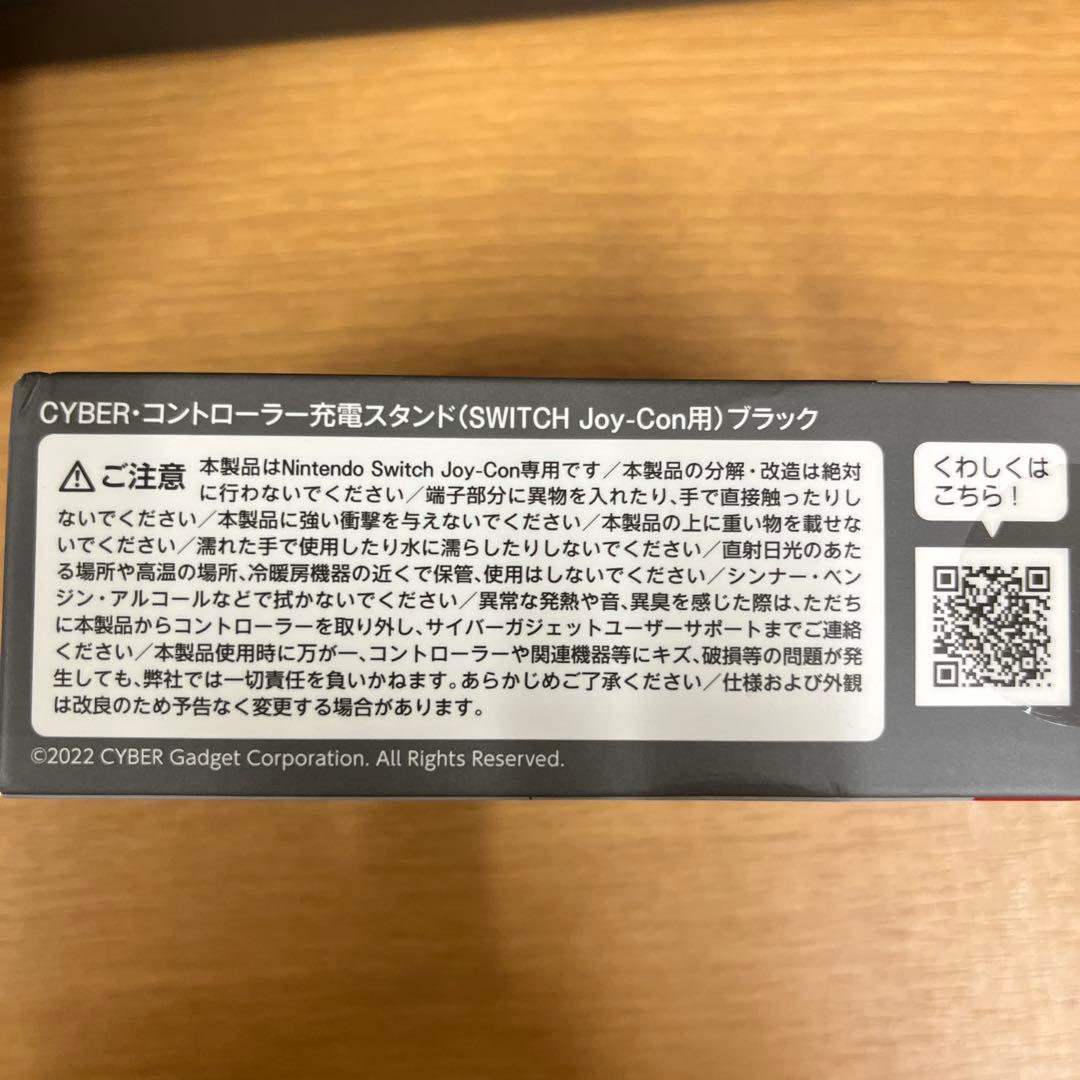 CYBER・コントローラー充電スタンド(SWITCH Joy-Con用)ブラック
⚠ご注意 本製品はNintendo Switch Joy-Con専用です/本製品の分解・改造は絶対
に行わないでください/端子部分に異物を入れたり、手で直接触ったりし
ないでください/本製品に強い衝撃を与えないでください/本製品の上に重い物を載せな
いでください/濡れた手で使用したり水に濡らしたりしないでください/直射日光のあた
る場所や高温の場所、冷暖房機器の近くで保管、使用はしないでください/シンナー・ベン
ジン・アルコールなどで拭かないでください/異常な発熱や音、異臭を感じた際は、ただち
に本製品からコントローラーを取り外し、サイバーガジェットユーザーサポートまでご連絡
ください/本製品使用時に万が一、コントローラーや関連機器等にキズ、破損等の問題が発
生しても、弊社では一切責任を負いかねます。あらかじめご了承ください/仕様および外観
は改良のため予告なく変更する場合があります。
©2022 CYBER Gadget Corporation. All Rights Reserved.
くわしくは
こちら!